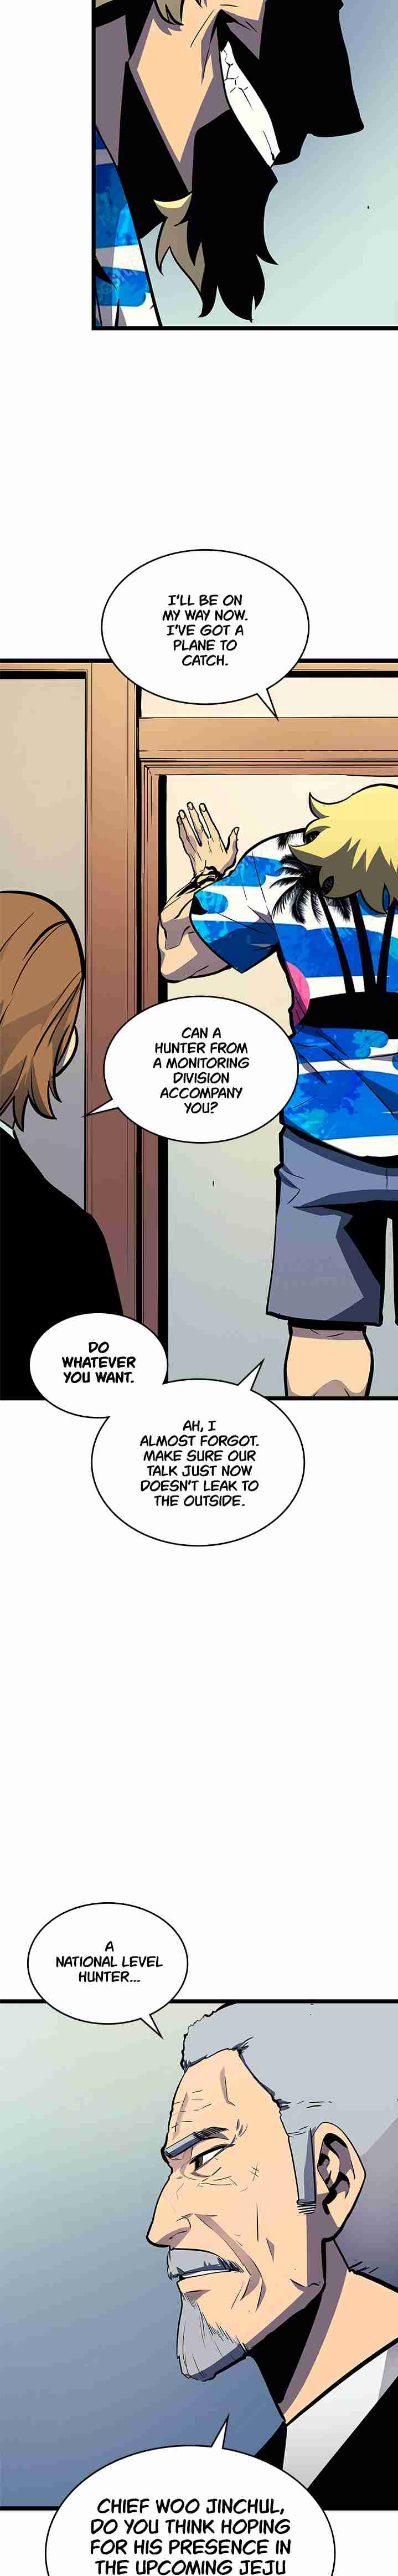 I'LL BE ON
MY WAY NOW.
I'VE GOT A
PLANE TO
CATCH.
CAN A
HUNTER FROM
A MONITORING
DIVISION
ACCOMPANY
YOU?
DO
WHATEVER
YOU WANT.
AH, I
ALMOST FORGOT.
MAKE SURE OUR
TALK JUST NOW
DOESN'T LEAK TO
THE OUTSIDE.
A
NATIONAL LEVEL
HUNTER...
CHIEF WOO JINCHUL,
DO YOU THINK HOPING
FOR HIS PRESENCE IN
THE UPCOMING JEJU